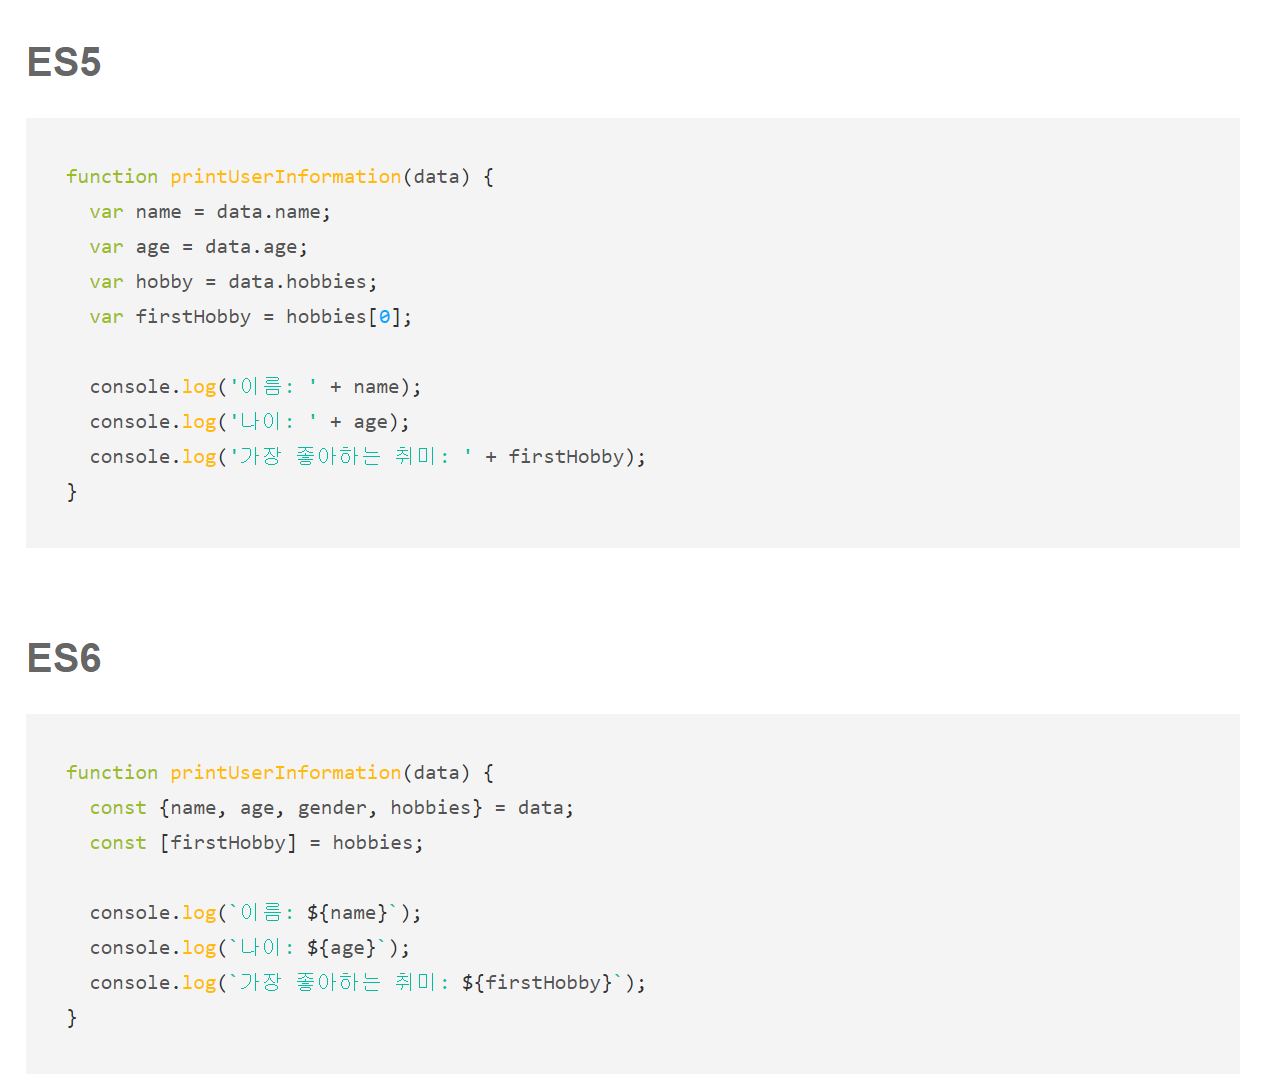 ES5
function printUserInformation(data) {
  var name = data.name;
  var age = data.age;
  var hobby = data.hobbies;
  var firstHobby = hobbies[0];

  console.log('이름: ' + name);
  console.log('나이: ' + age);
  console.log('가장 좋아하는 취미: ' + firstHobby);
}
ES6
function printUserInformation(data) {
  const {name, age, gender, hobbies} = data;
  const [firstHobby] = hobbies;

  console.log(`이름: ${name}`);
  console.log(`나이: ${age}`);
  console.log(`가장 좋아하는 취미: ${firstHobby}`);
}